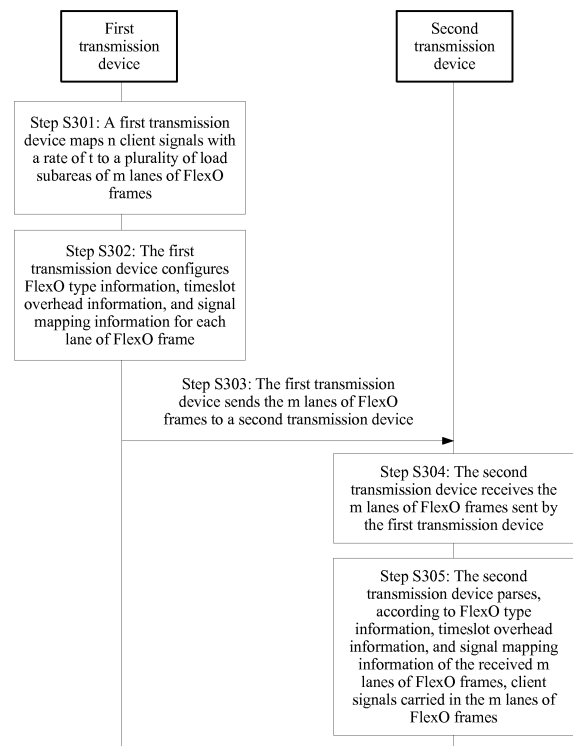 First
transmission
device
Second
transmission
device
Step S301: A first transmission
device maps n client signals with
a rate of t to a plurality of load
subareas of m lanes of FlexO
frames
Step S302: The first
transmission device configures
FlexO type information, timeslot
overhead information, and signal
mapping information for each
lane of FlexO frame
Step S303: The first transmission
device sends the m lanes of FlexO
frames to a second transmission device
Step S304: The second
transmission device receives the
m lanes of FlexO frames sent by
the first transmission device
Step S305: The second
transmission device parses,
according to FlexO type
information, timeslot overhead
information, and signal mapping
information of the received m
lanes of FlexO frames, client
signals carried in the m lanes of
FlexO frames